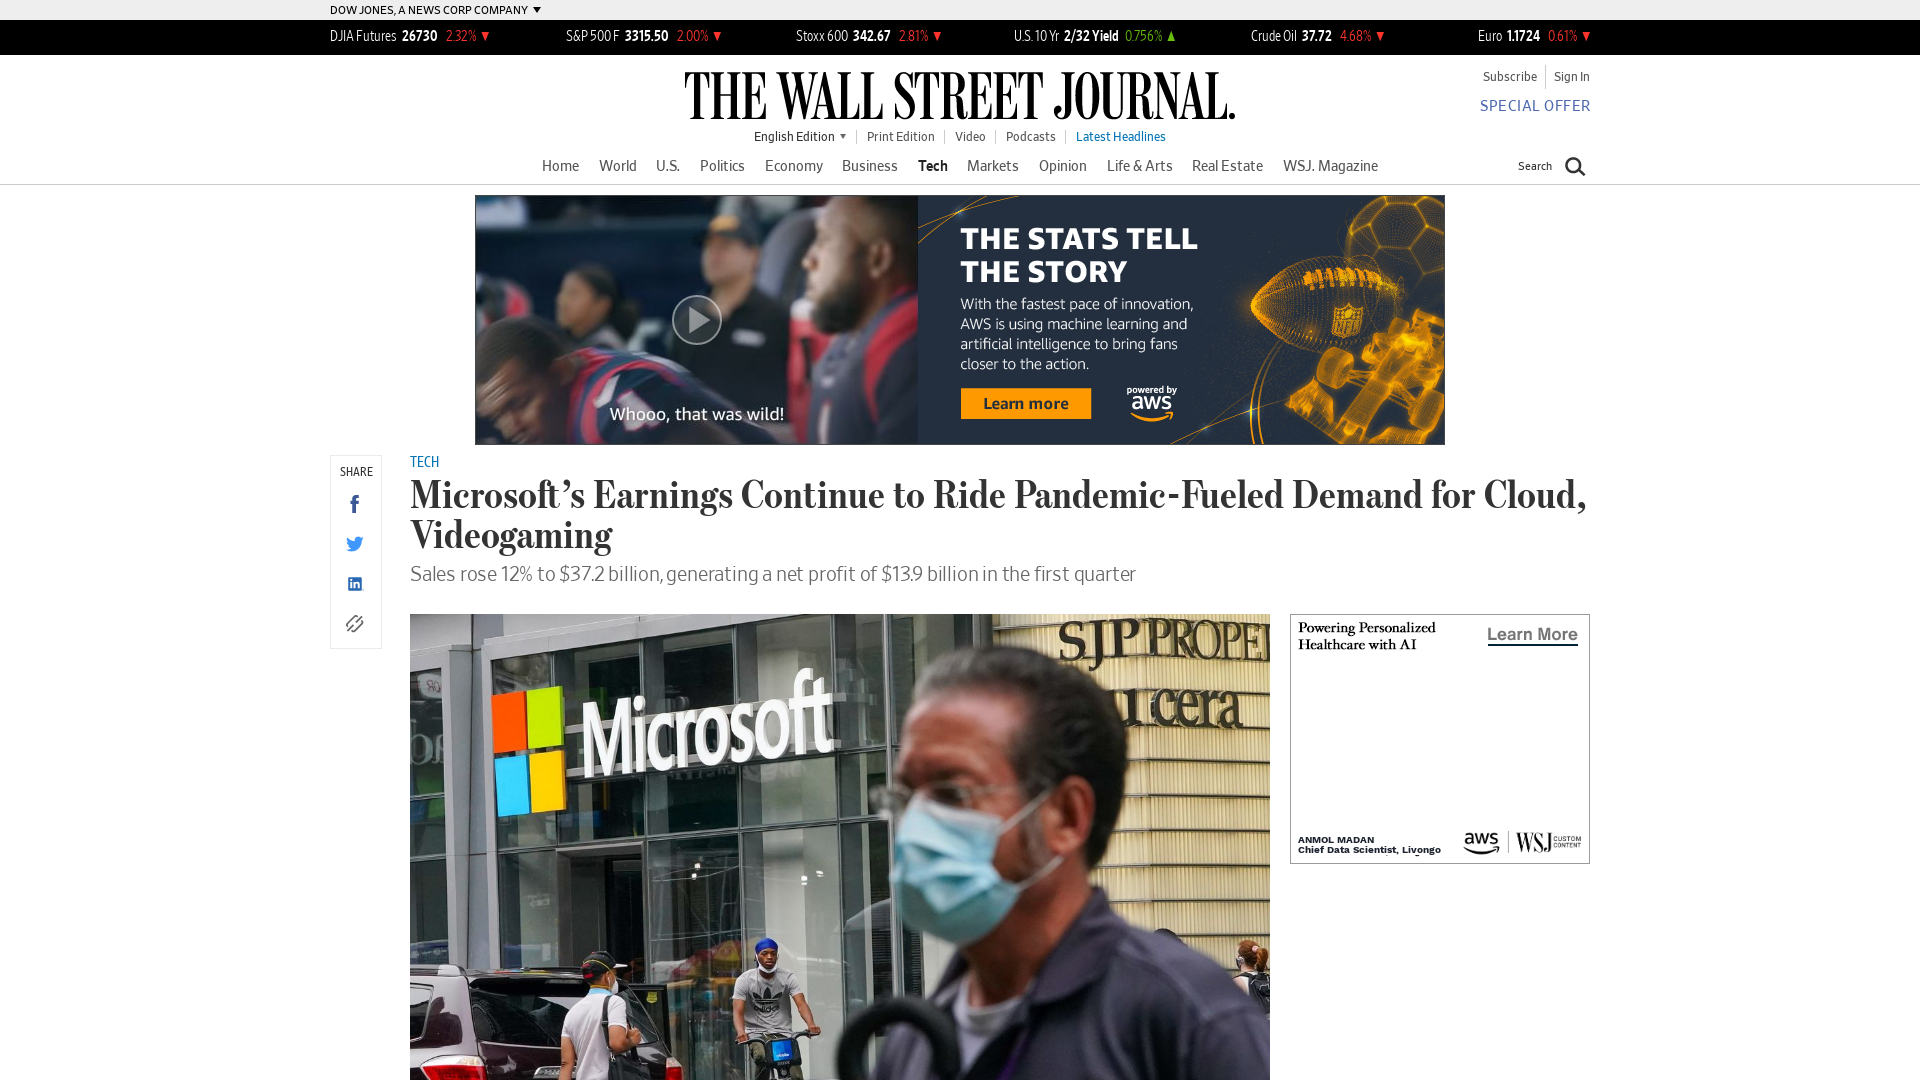 DOW JONES, A NEWS CORP COMPANY
DJIA Futures 26730 2.32%
S&P 500 F 3315.50 2.00%
Stoxx 600 342.67 2.81%
U.S. 10 Yr 2/32 Yield 0.756%
Crude Oil 37.72 4.68%
Euro 1.1724 0.61%
THE WALL STREET JOURNAL.
Subscribe
Sign In
SPECIAL OFFER
English Edition
Print Edition
Video
Podcasts
Latest Headlines
Home
World
U.S.
Politics
Economy
Business
Tech
Markets
Opinion
Life & Arts
Real Estate
WSJ. Magazine
Search
Whooo, that was wild!
THE STATS TELL
THE STORY
With the fastest pace of innovation,
AWS is using machine learning and
artificial intelligence to bring fans
closer to the action.
Learn more
powered by
aws
NFL
SHARE
TECH
Microsoft’s Earnings Continue to Ride Pandemic-Fueled Demand for Cloud,
Videogaming
Sales rose 12% to $37.2 billion, generating a net profit of $13.9 billion in the first quarter
Microsoft
SJP PROPER
cera
adidas
Powering Personalized
Healthcare with AI
Learn More
ANMOL MADAN
Chief Data Scientist, Livongo
aws
WSJ CUSTOM
CONTENT